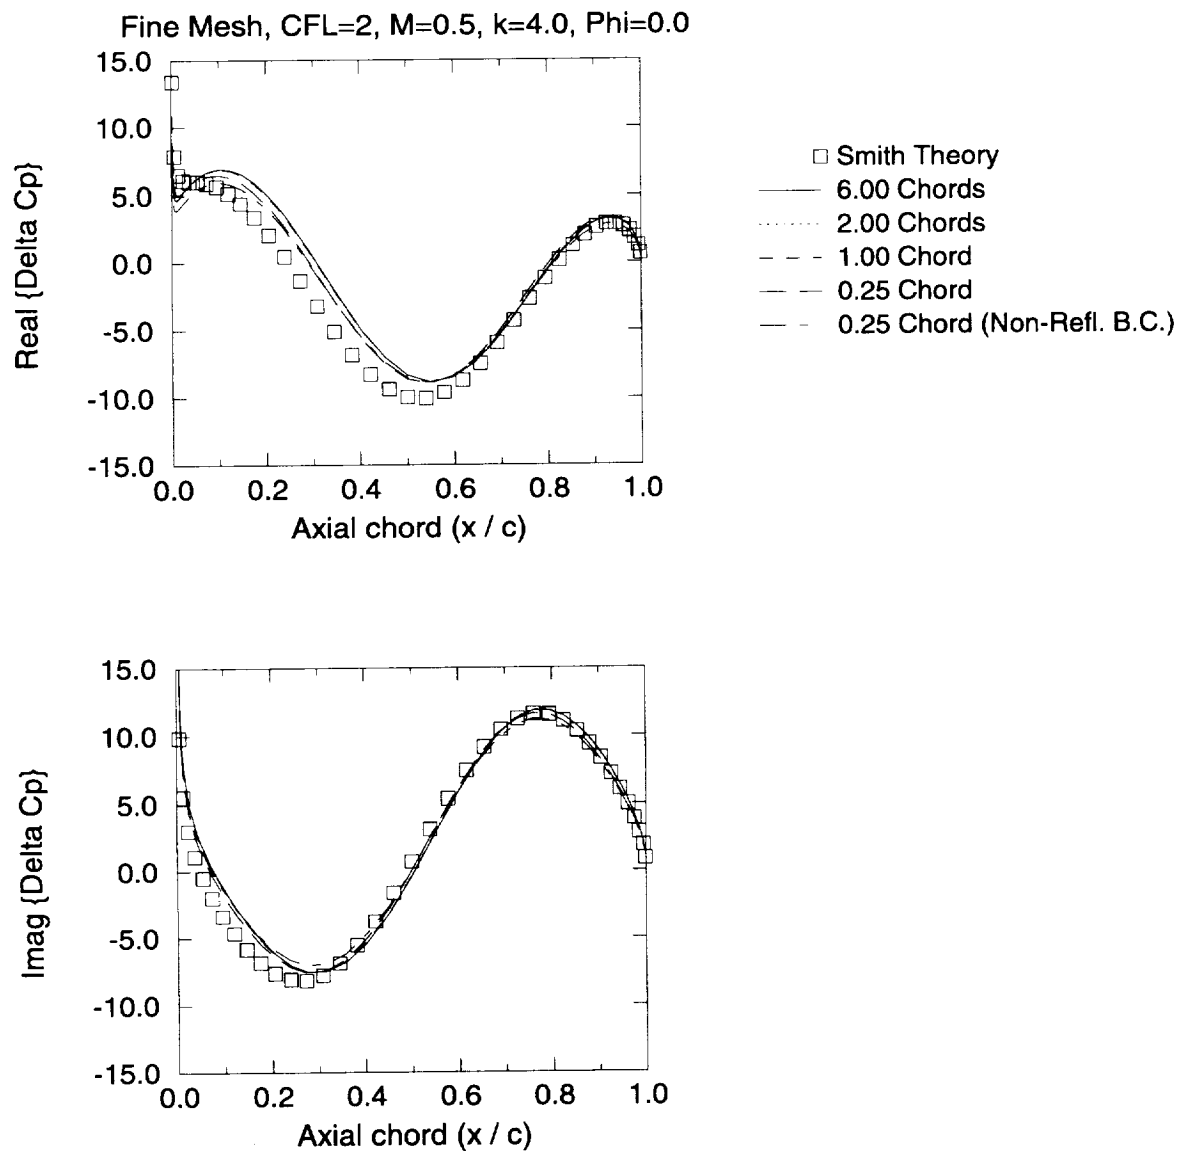 Fine Mesh, CFL=2, M=0.5, k=4.0, Phi=0.0
15.0
10.0
5.0
0.0
-5.0
-10.0
-15.0
Real {Delta Cp}
0.0 0.2 0.4 0.6 0.8 1.0
Axial chord (x / c)
Smith Theory
6.00 Chords
2.00 Chords
1.00 Chord
0.25 Chord
0.25 Chord (Non-Refl. B.C.)
15.0
10.0
5.0
0.0
-5.0
-10.0
-15.0
Imag {Delta Cp}
0.0 0.2 0.4 0.6 0.8 1.0
Axial chord (x / c)